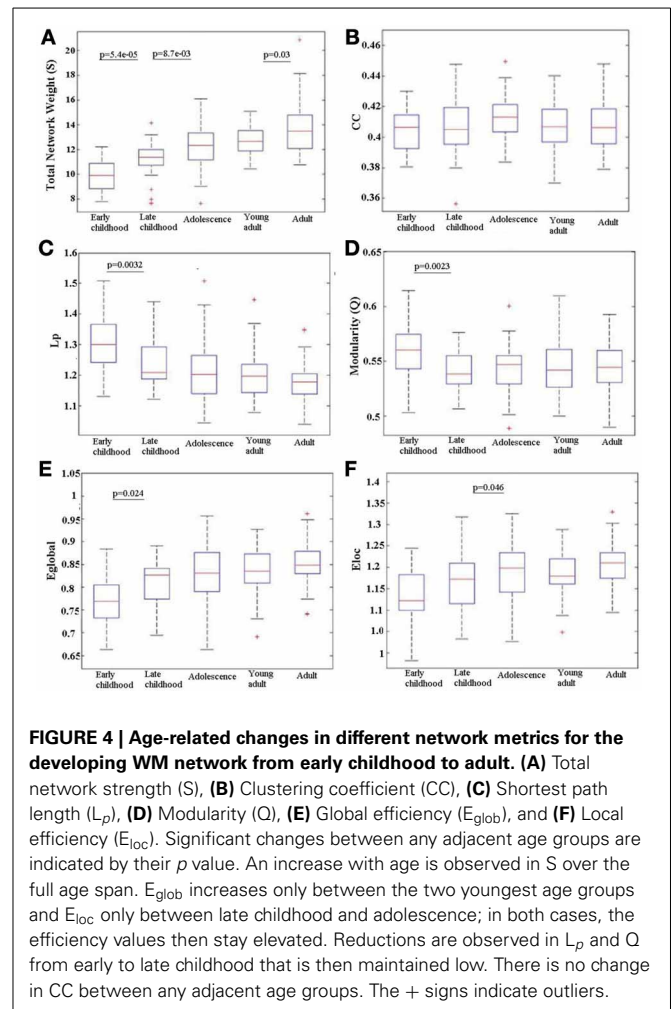 A
B
p=5.4e-05 p=8.7e-03 p=0.03
Total Network Weight (S)
20
18
16
14
12
10
8
Early childhood
Late childhood
Adolescence
Young adult
Adult
CC
0.46
0.44
0.42
0.4
0.38
0.36
Early childhood
Late childhood
Adolescence
Young adult
Adult
C
D
p=0.0032
Lp
1.6
1.5
1.4
1.3
1.2
1.1
Early childhood
Late childhood
Adolescence
Young adult
Adult
p=0.0023
Modularity (Q)
0.65
0.6
0.55
0.5
Early childhood
Late childhood
Adolescence
Young adult
Adult
E
F
p=0.024
Eglobal
1.05
1
0.95
0.9
0.85
0.8
0.75
0.7
0.65
Early childhood
Late childhood
Adolescence
Young adult
Adult
p=0.046
Eloc
1.4
1.35
1.3
1.25
1.2
1.15
1.1
1.0
1
Early childhood
Late childhood
Adolescence
Young adult
Adult
FIGURE 4 | Age-related changes in different network metrics for the
developing WM network from early childhood to adult. (A) Total
network strength (S), (B) Clustering coefficient (CC), (C) Shortest path
length (Lp), (D) Modularity (Q), (E) Global efficiency (Eglob), and (F) Local
efficiency (Eloc). Significant changes between any adjacent age groups are
indicated by their p value. An increase with age is observed in S over the
full age span. Eglob increases only between the two youngest age groups
and Eloc only between late childhood and adolescence; in both cases, the
efficiency values then stay elevated. Reductions are observed in Lp and Q
from early to late childhood that is then maintained low. There is no change
in CC between any adjacent age groups. The + signs indicate outliers.